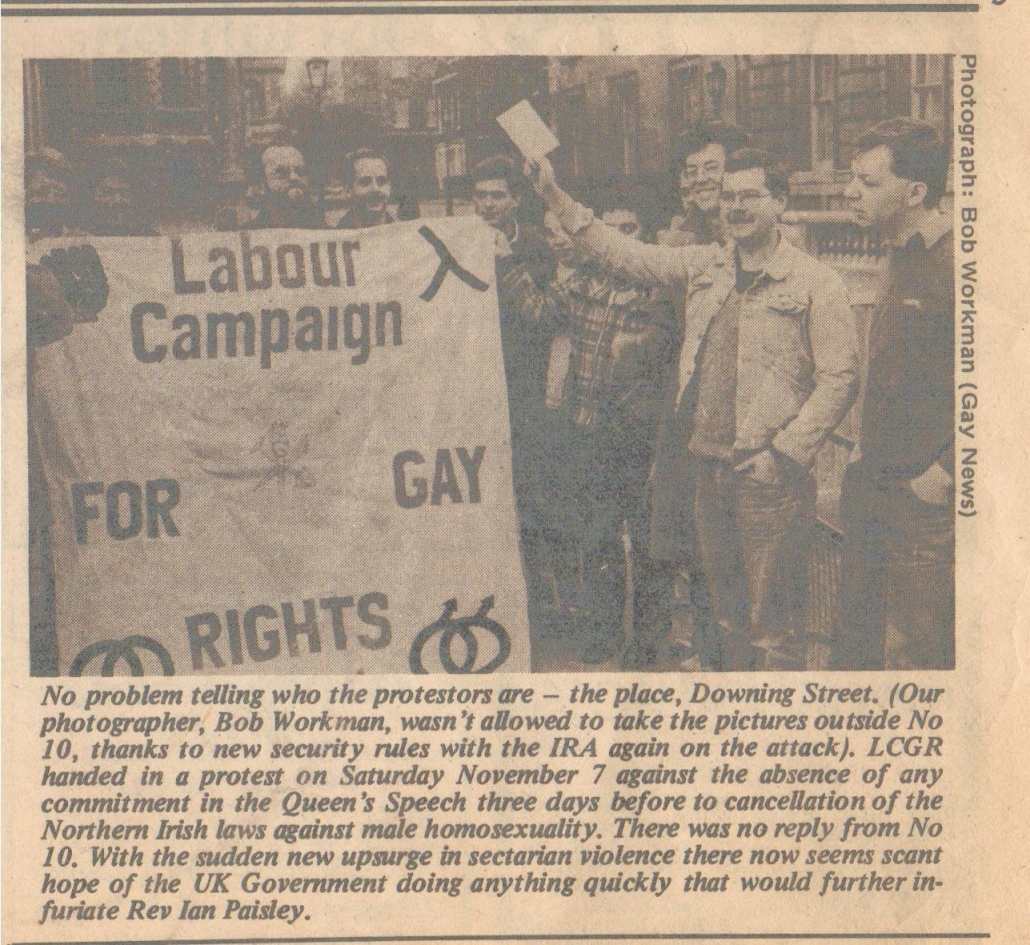 Labour
Campaign
FOR GAY
RIGHTS
Photograph: Bob Workman (Gay News)
No problem telling who the protestors are – the place, Downing Street. (Our
photographer, Bob Workman, wasn't allowed to take the pictures outside No
10, thanks to new security rules with the IRA again on the attack). LCGR
handed in a protest on Saturday November 7 against the absence of any
commitment in the Queen's Speech three days before to cancellation of the
Northern Irish laws against male homosexuality. There was no reply from No
10. With the sudden new upsurge in sectarian violence there now seems scant
hope of the UK Government doing anything quickly that would further in-
furiate Rev Ian Paisley.